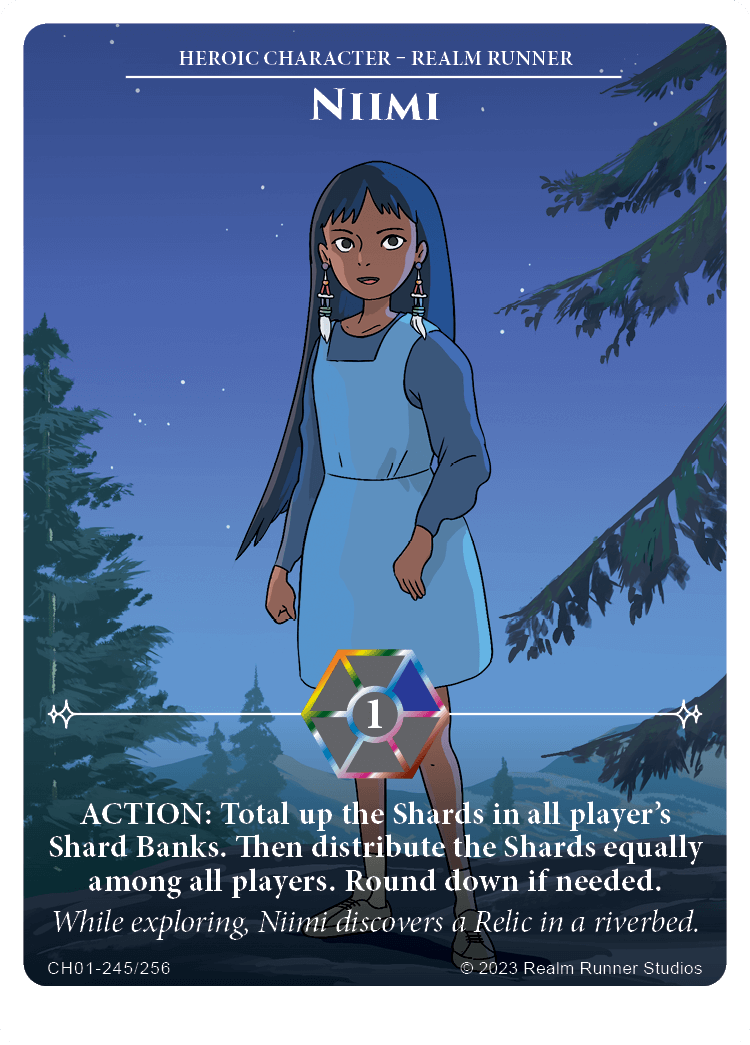 HEROIC CHARACTER – REALM RUNNER
NIIMI
1
ACTION: Total up the Shards in all player's
Shard Banks. Then distribute the Shards equally
among all players. Round down if needed.
While exploring, Niimi discovers a Relic in a riverbed.
CH01-245/256
© 2023 Realm Runner Studios